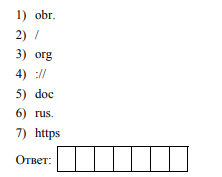 1) obr.
2) /
3) org
4) ://
5) doc
6) rus.
7) https
Ответ: